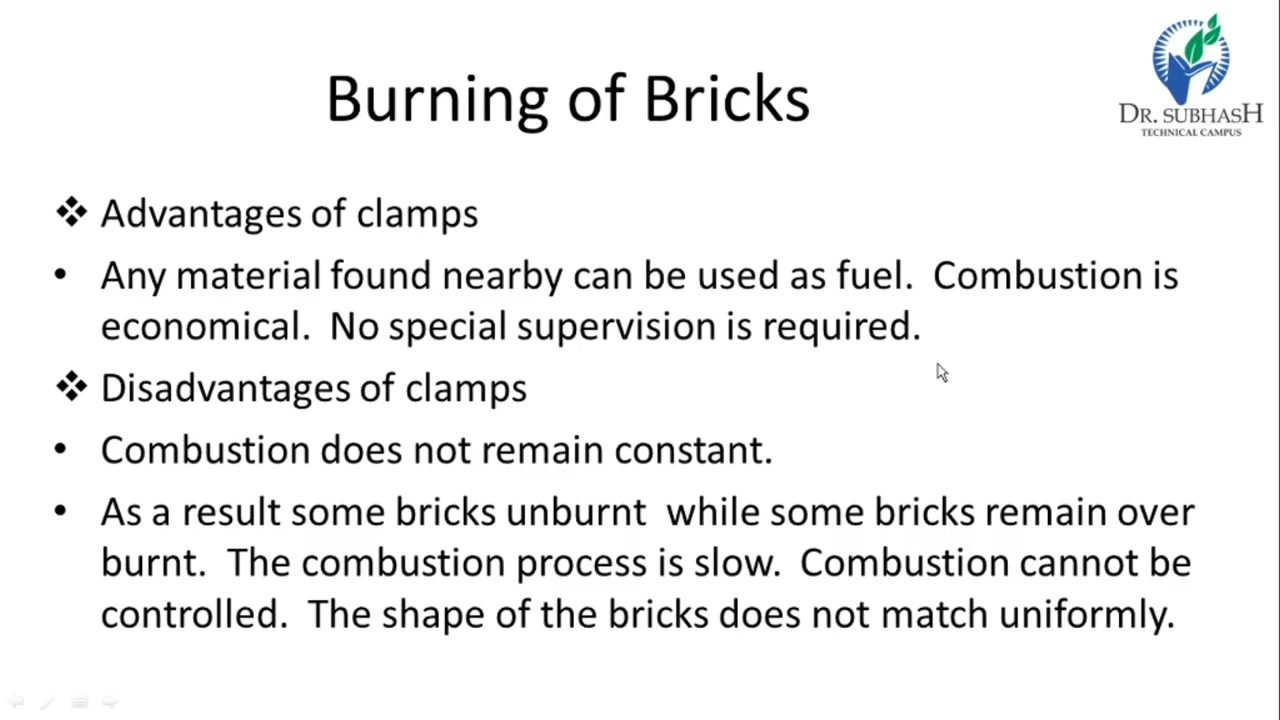 Burning of Bricks
DR. SUBHASH
TECHNICAL CAMPUS
❖ Advantages of clamps
• Any material found nearby can be used as fuel.  Combustion is
economical.  No special supervision is required.
❖ Disadvantages of clamps
• Combustion does not remain constant.
• As a result some bricks unburnt  while some bricks remain over
burnt.  The combustion process is slow.  Combustion cannot be
controlled.  The shape of the bricks does not match uniformly.